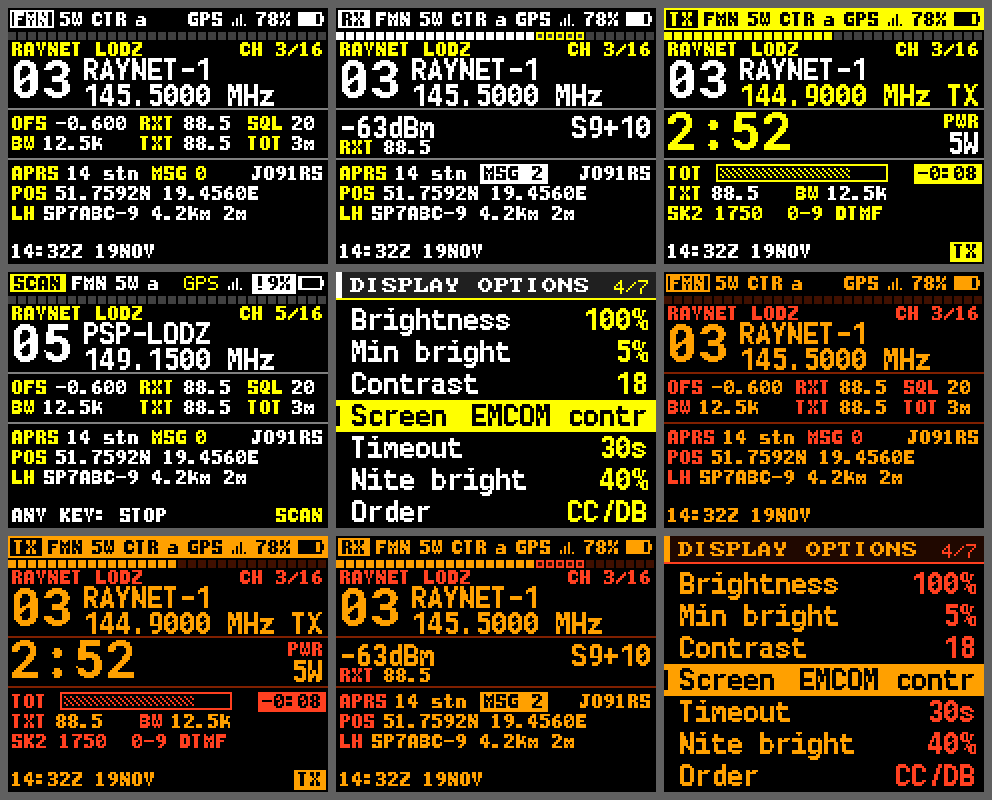 FMN 5W CTR a GPS 78%
RAYNET LODZ CH 3/16
03 RAYNET-1
145.5000 MHz
OFS -0.600 RXT 88.5 SQL 20
BW 12.5k TXT 88.5 TOT 3m
APRS 14 stn MSG 0 JO91RS
POS 51.7592N 19.4560E
LH SP7ABC-9 4.2km 2m
14:32Z 19NOV
RX FMN 5W CTR a GPS 78%
RAYNET LODZ CH 3/16
03 RAYNET-1
145.5000 MHz
-63dBm S9+10
RXT 88.5
APRS 14 stn MSG 2 JO91RS
POS 51.7592N 19.4560E
LH SP7ABC-9 4.2km 2m
14:32Z 19NOV
TX FMN 5W CTR a GPS 78%
RAYNET LODZ CH 3/16
03 RAYNET-1
144.9000 MHz TX
2:52 PWR
5W
TOT -0:08
TXT 88.5 BW 12.5k
SK2 1750 0-9 DTMF
14:32Z 19NOV TX
SCAN FMN 5W a GPS !9%
RAYNET LODZ CH 5/16
05 PSP-LODZ
149.1500 MHz
OFS -0.600 RXT 88.5 SQL 20
BW 12.5k TXT 88.5 TOT 3m
APRS 14 stn MSG 0 JO91RS
POS 51.7592N 19.4560E
LH SP7ABC-9 4.2km 2m
ANY KEY: STOP SCAN
DISPLAY OPTIONS 4/7
Brightness 100%
Min bright 5%
Contrast 18
Screen EMCOM contr
Timeout 30s
Nite bright 40%
Order CC/DB
FMN 5W CTR a GPS 78%
RAYNET LODZ CH 3/16
03 RAYNET-1
145.5000 MHz
OFS -0.600 RXT 88.5 SQL 20
BW 12.5k TXT 88.5 TOT 3m
APRS 14 stn MSG 0 JO91RS
POS 51.7592N 19.4560E
LH SP7ABC-9 4.2km 2m
14:32Z 19NOV
TX FMN 5W CTR a GPS 78%
RAYNET LODZ CH 3/16
03 RAYNET-1
144.9000 MHz TX
2:52 PWR
5W
TOT -0:08
TXT 88.5 BW 12.5k
SK2 1750 0-9 DTMF
14:32Z 19NOV TX
RX FMN 5W CTR a GPS 78%
RAYNET LODZ CH 3/16
03 RAYNET-1
145.5000 MHz
-63dBm S9+10
RXT 88.5
APRS 14 stn MSG 2 JO91RS
POS 51.7592N 19.4560E
LH SP7ABC-9 4.2km 2m
14:32Z 19NOV
DISPLAY OPTIONS 4/7
Brightness 100%
Min bright 5%
Contrast 18
Screen EMCOM contr
Timeout 30s
Nite bright 40%
Order CC/DB